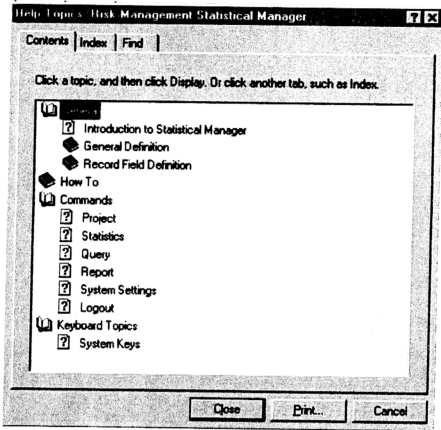 Help Topics: Risk Management Statistical Manager
Contents Index Find
Click a topic, and then click Display. Or click another tab, such as Index.
Introduction to Statistical Manager
General Definition
Record Field Definition
How To
Commands
Project
Statistics
Query
Report
System Settings
Logout
Keyboard Topics
System Keys
Close Print... Cancel